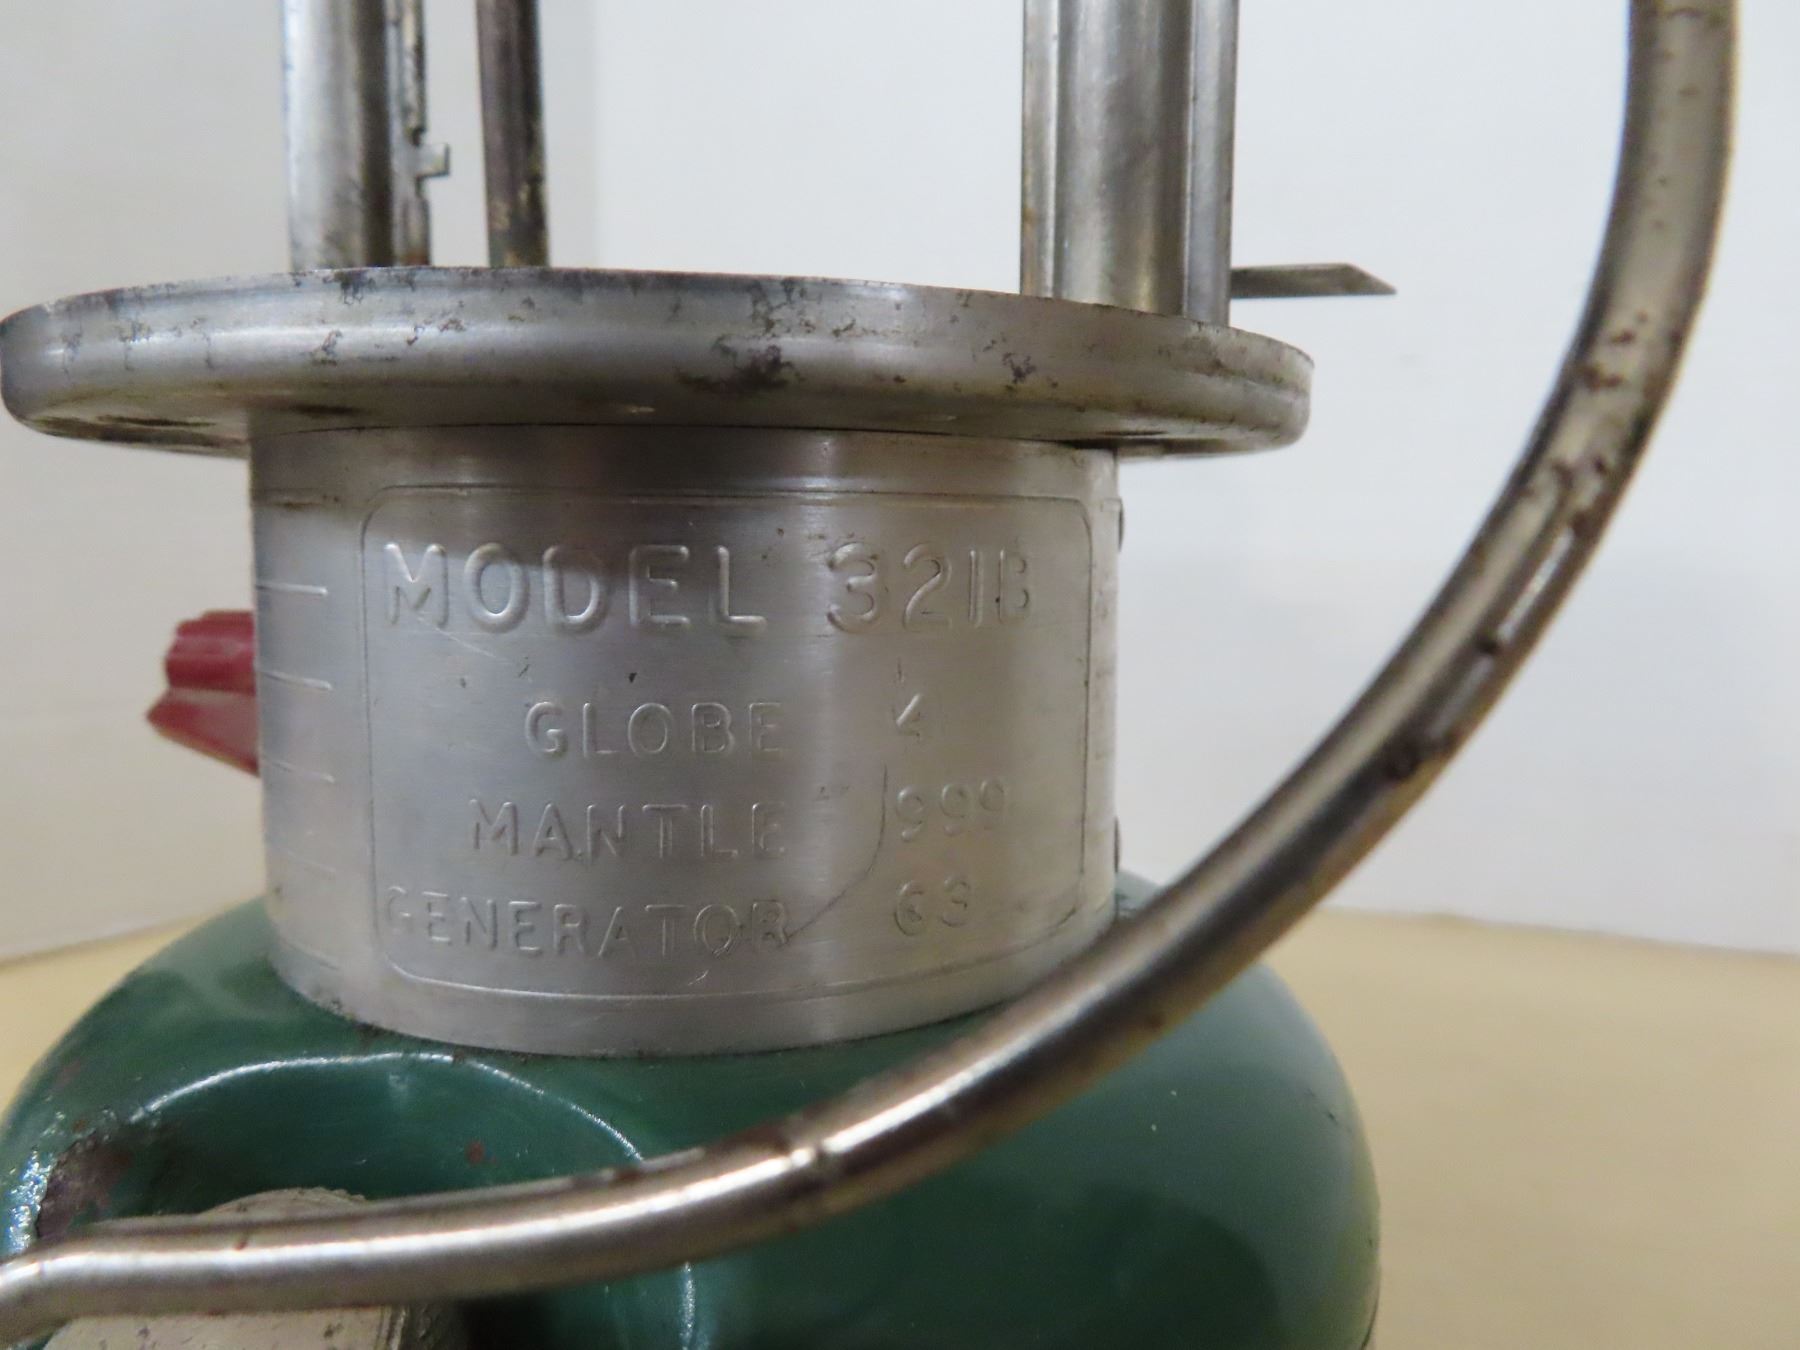 MODEL 321B
GLOBE 4
MANTLE 999
GENERATOR 63